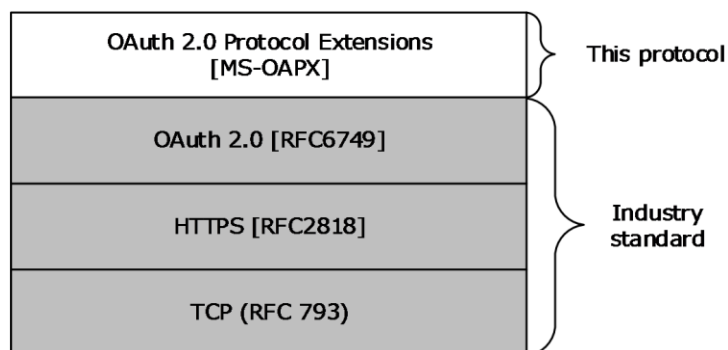 OAuth 2.0 Protocol Extensions
[MS-OAPX]
This protocol
OAuth 2.0 [RFC6749]
HTTPS [RFC2818]
Industry
standard
TCP (RFC 793)